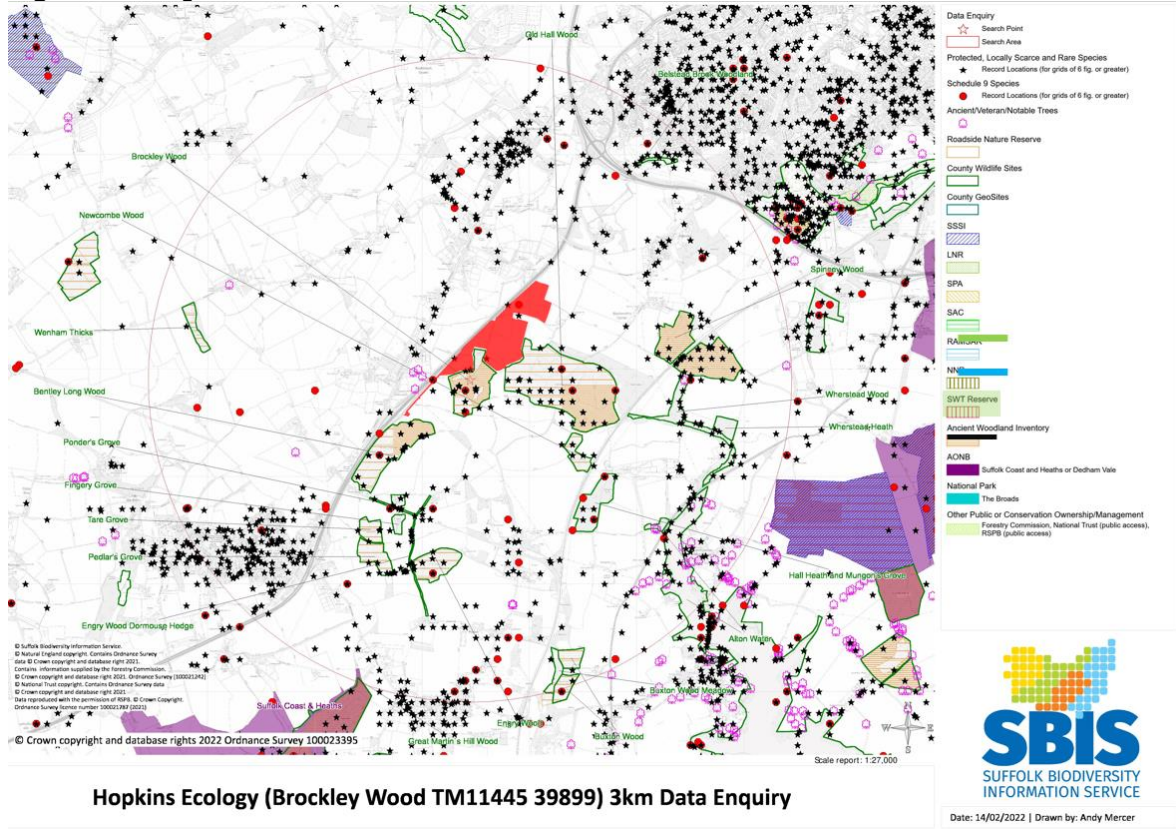 Old Hall Wood
Belstead Brook Woodland
Brockley Wood
Newcombe Wood
Spinney Wood
Wenham Thicks
Bentley Long Wood
Wherstead Wood
Wherstead Heath
Ponder's Grove
Fingery Grove
Tare Grove
Pedlar's Grove
Hall Heath and Mungon's Grove
Engry Wood Dormouse Hedge
Alton Water
Buxton Wood Meadow
Suffolk Coast & Heaths
Engry Wood
Great Martin's Hill Wood
Buxton Wood
© Suffolk Biodiversity Information Service.
© Natural England copyright. Contains Ordnance Survey
data © Crown copyright and database right 2021.
Contains information supplied by the Forestry Commission.
© Crown copyright and database right 2021. Ordnance Survey [100021242]
© National Trust copyright. Contains Ordnance Survey data
© Crown copyright and database right 2021
Data reproduced with the permission of RSPB. © Crown Copyright.
Ordnance Survey licence number 100021787 (2021)
© Crown copyright and database rights 2022 Ordnance Survey 100023395
N
W E
S
Scale report: 1:27,000
Data Enquiry
Search Point
Search Area
Protected, Locally Scarce and Rare Species
Record Locations (for grids of 6 fig. or greater)
Schedule 9 Species
Record Locations (for grids of 6 fig. or greater)
Ancient/Veteran/Notable Trees
Roadside Nature Reserve
County Wildlife Sites
County GeoSites
SSSI
LNR
SPA
SAC
RAMSAR
NNR
SWT Reserve
Ancient Woodland Inventory
AONB
Suffolk Coast and Heaths or Dedham Vale
National Park
The Broads
Other Public or Conservation Ownership/Management
Forestry Commission, National Trust (public access),
RSPB (public access)
SBIS
SUFFOLK BIODIVERSITY
INFORMATION SERVICE
Hopkins Ecology (Brockley Wood TM11445 39899) 3km Data Enquiry
Date: 14/02/2022 | Drawn by: Andy Mercer